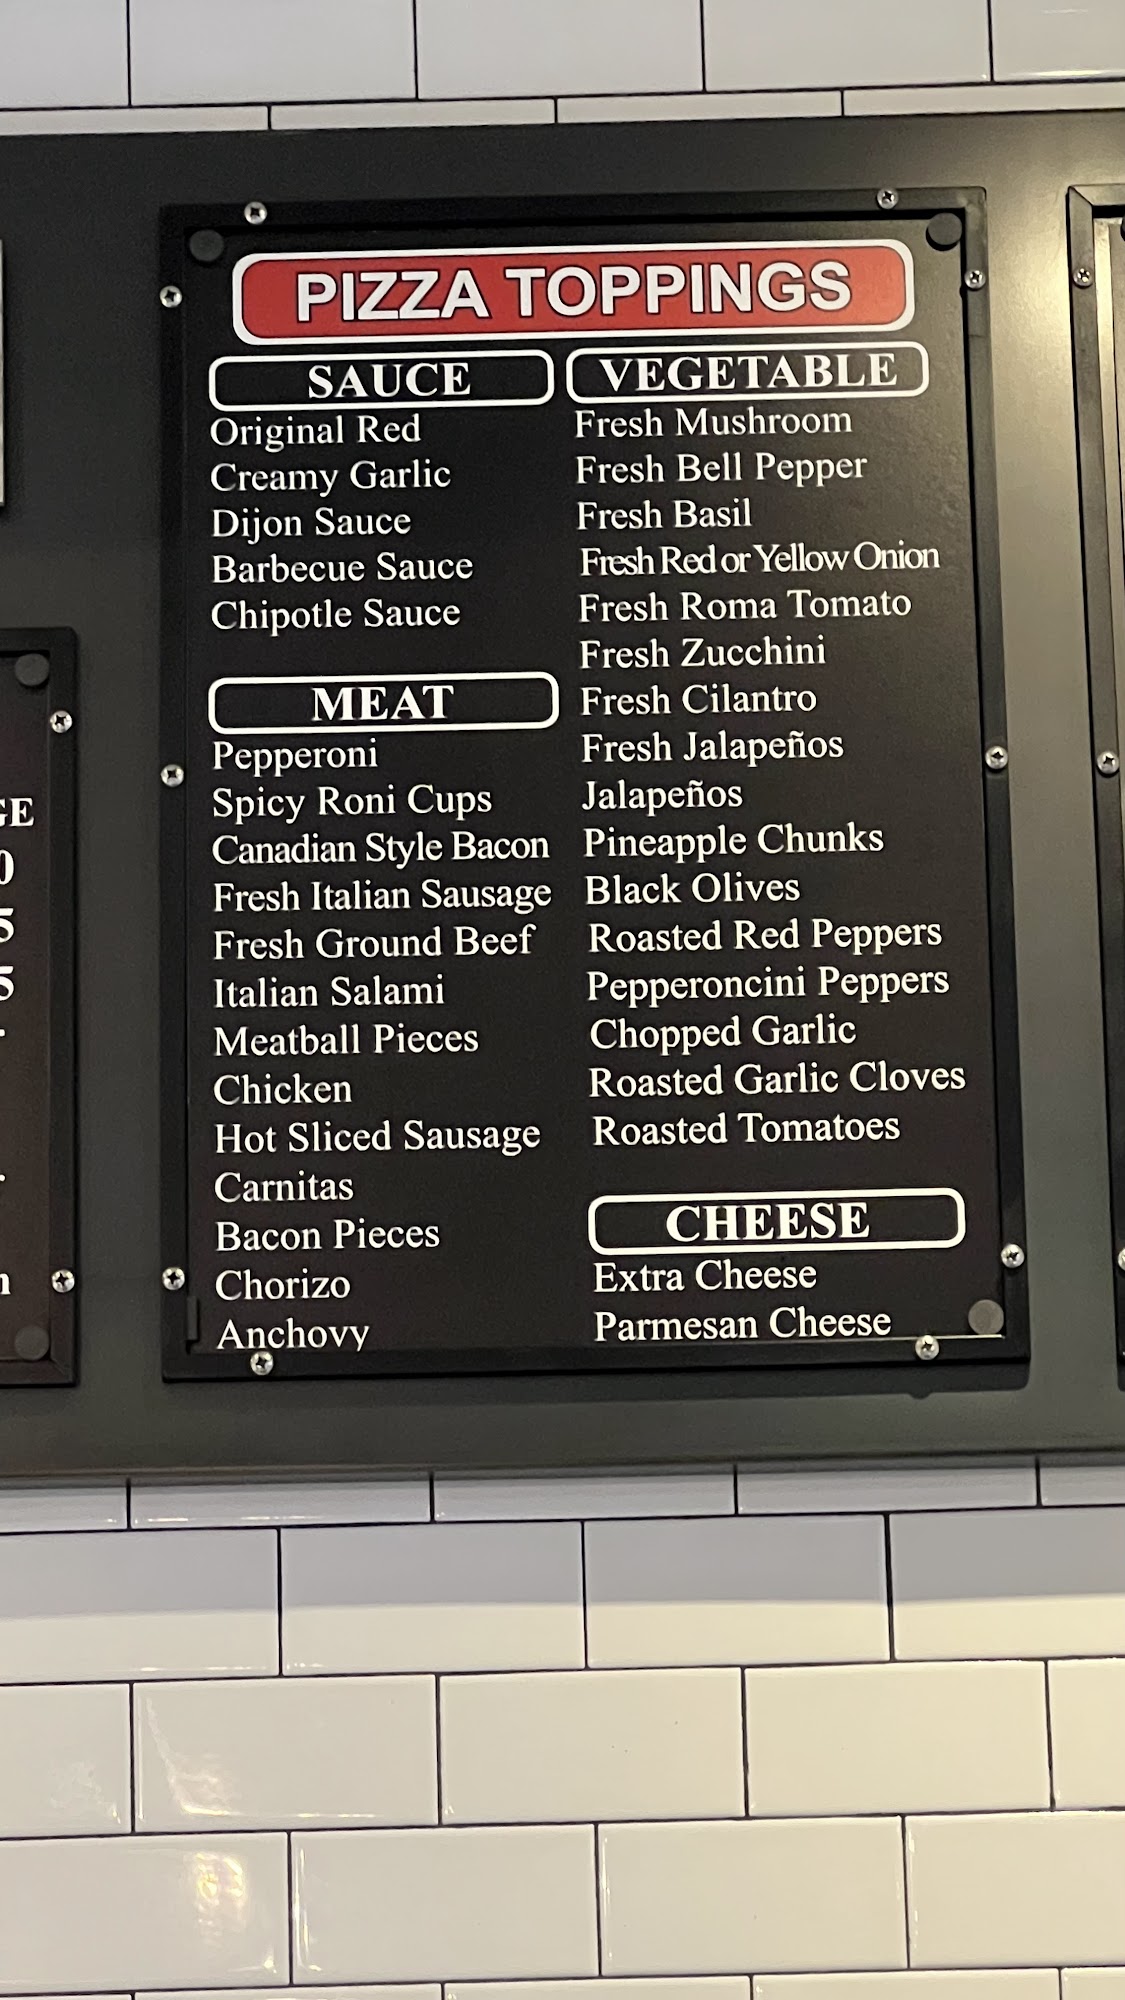 PIZZA TOPPINGS
SAUCE
Original Red
Creamy Garlic
Dijon Sauce
Barbecue Sauce
Chipotle Sauce
MEAT
Pepperoni
Spicy Roni Cups
Canadian Style Bacon
Fresh Italian Sausage
Fresh Ground Beef
Italian Salami
Meatball Pieces
Chicken
Hot Sliced Sausage
Carnitas
Bacon Pieces
Chorizo
Anchovy
VEGETABLE
Fresh Mushroom
Fresh Bell Pepper
Fresh Basil
Fresh Red or Yellow Onion
Fresh Roma Tomato
Fresh Zucchini
Fresh Cilantro
Fresh Jalapeños
Jalapeños
Pineapple Chunks
Black Olives
Roasted Red Peppers
Pepperoncini Peppers
Chopped Garlic
Roasted Garlic Cloves
Roasted Tomatoes
CHEESE
Extra Cheese
Parmesan Cheese